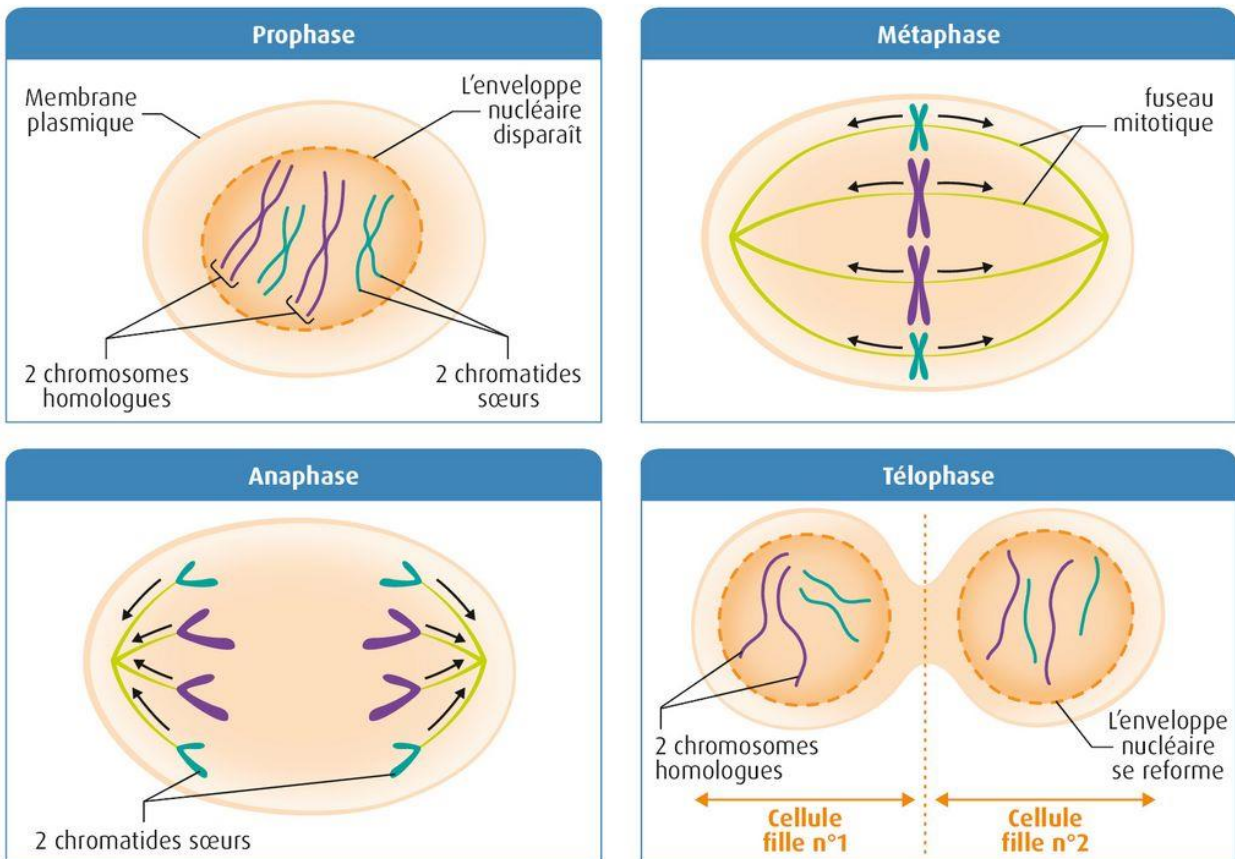 Prophase
Membrane
plasmique
L'enveloppe
nucléaire
disparaît
2 chromosomes
homologues
2 chromatides
sœurs
Métaphase
fuseau
mitotique
Anaphase
2 chromatides sœurs
Télophase
2 chromosomes
homologues
L'enveloppe
nucléaire
se reforme
Cellule
fille n°1
Cellule
fille n°2